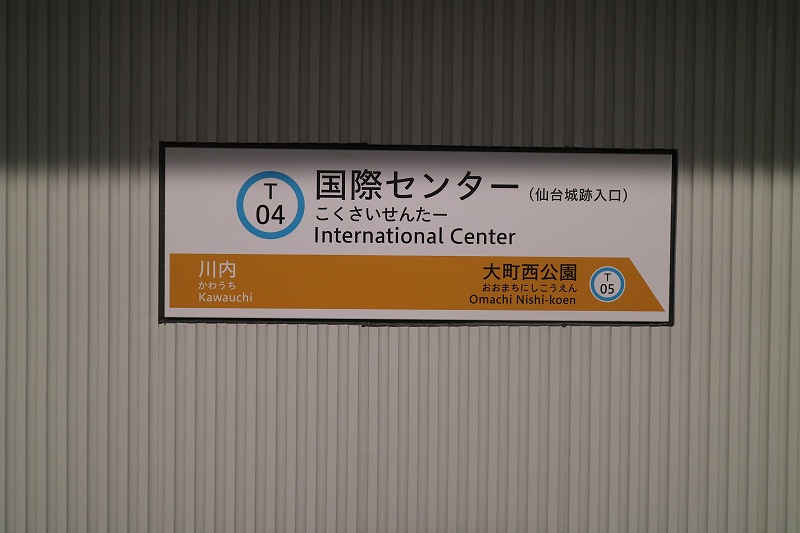 T
04
国際センター（仙台城跡入口）
こくさいせんたー
International Center
川内
かわうち
Kawauchi
大町西公園
おおまちにしこうえん
Omachi Nishi-koen
T
05